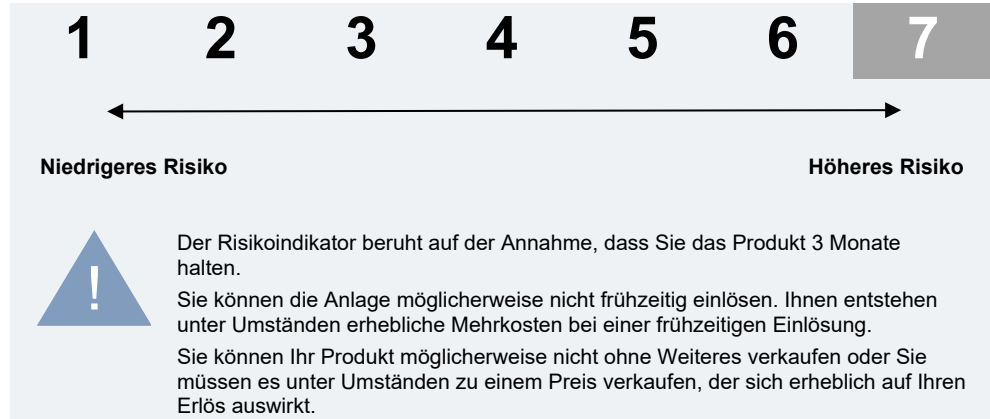 1 2 3 4 5 6 7
Niedrigeres Risiko Höheres Risiko
!
Der Risikoindikator beruht auf der Annahme, dass Sie das Produkt 3 Monate
halten.
Sie können die Anlage möglicherweise nicht frühzeitig einlösen. Ihnen entstehen
unter Umständen erhebliche Mehrkosten bei einer frühzeitigen Einlösung.
Sie können Ihr Produkt möglicherweise nicht ohne Weiteres verkaufen oder Sie
müssen es unter Umständen zu einem Preis verkaufen, der sich erheblich auf Ihren
Erlös auswirkt.